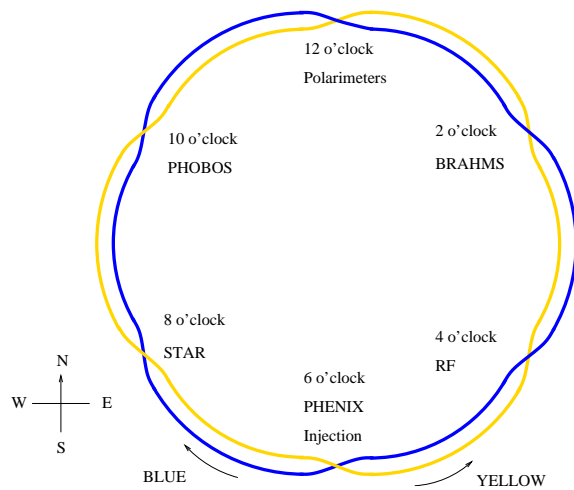 12 o'clock
Polarimeters
10 o'clock
PHOBOS
2 o'clock
BRAHMS
8 o'clock
STAR
4 o'clock
RF
6 o'clock
PHENIX
Injection
N
W E
S
BLUE
YELLOW